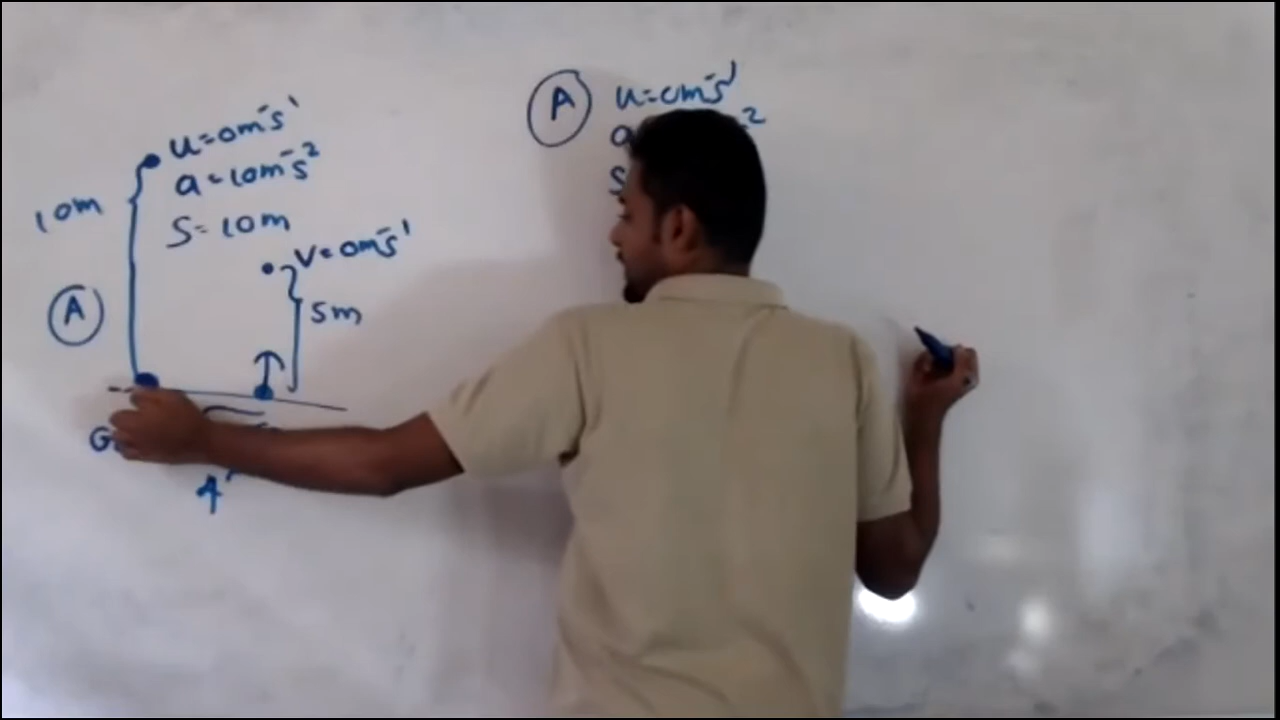 u=0ms⁻¹
a=10ms⁻²
S=10m
10m
V=0ms⁻¹
5m
A
G
A
u=0ms⁻¹
a
S